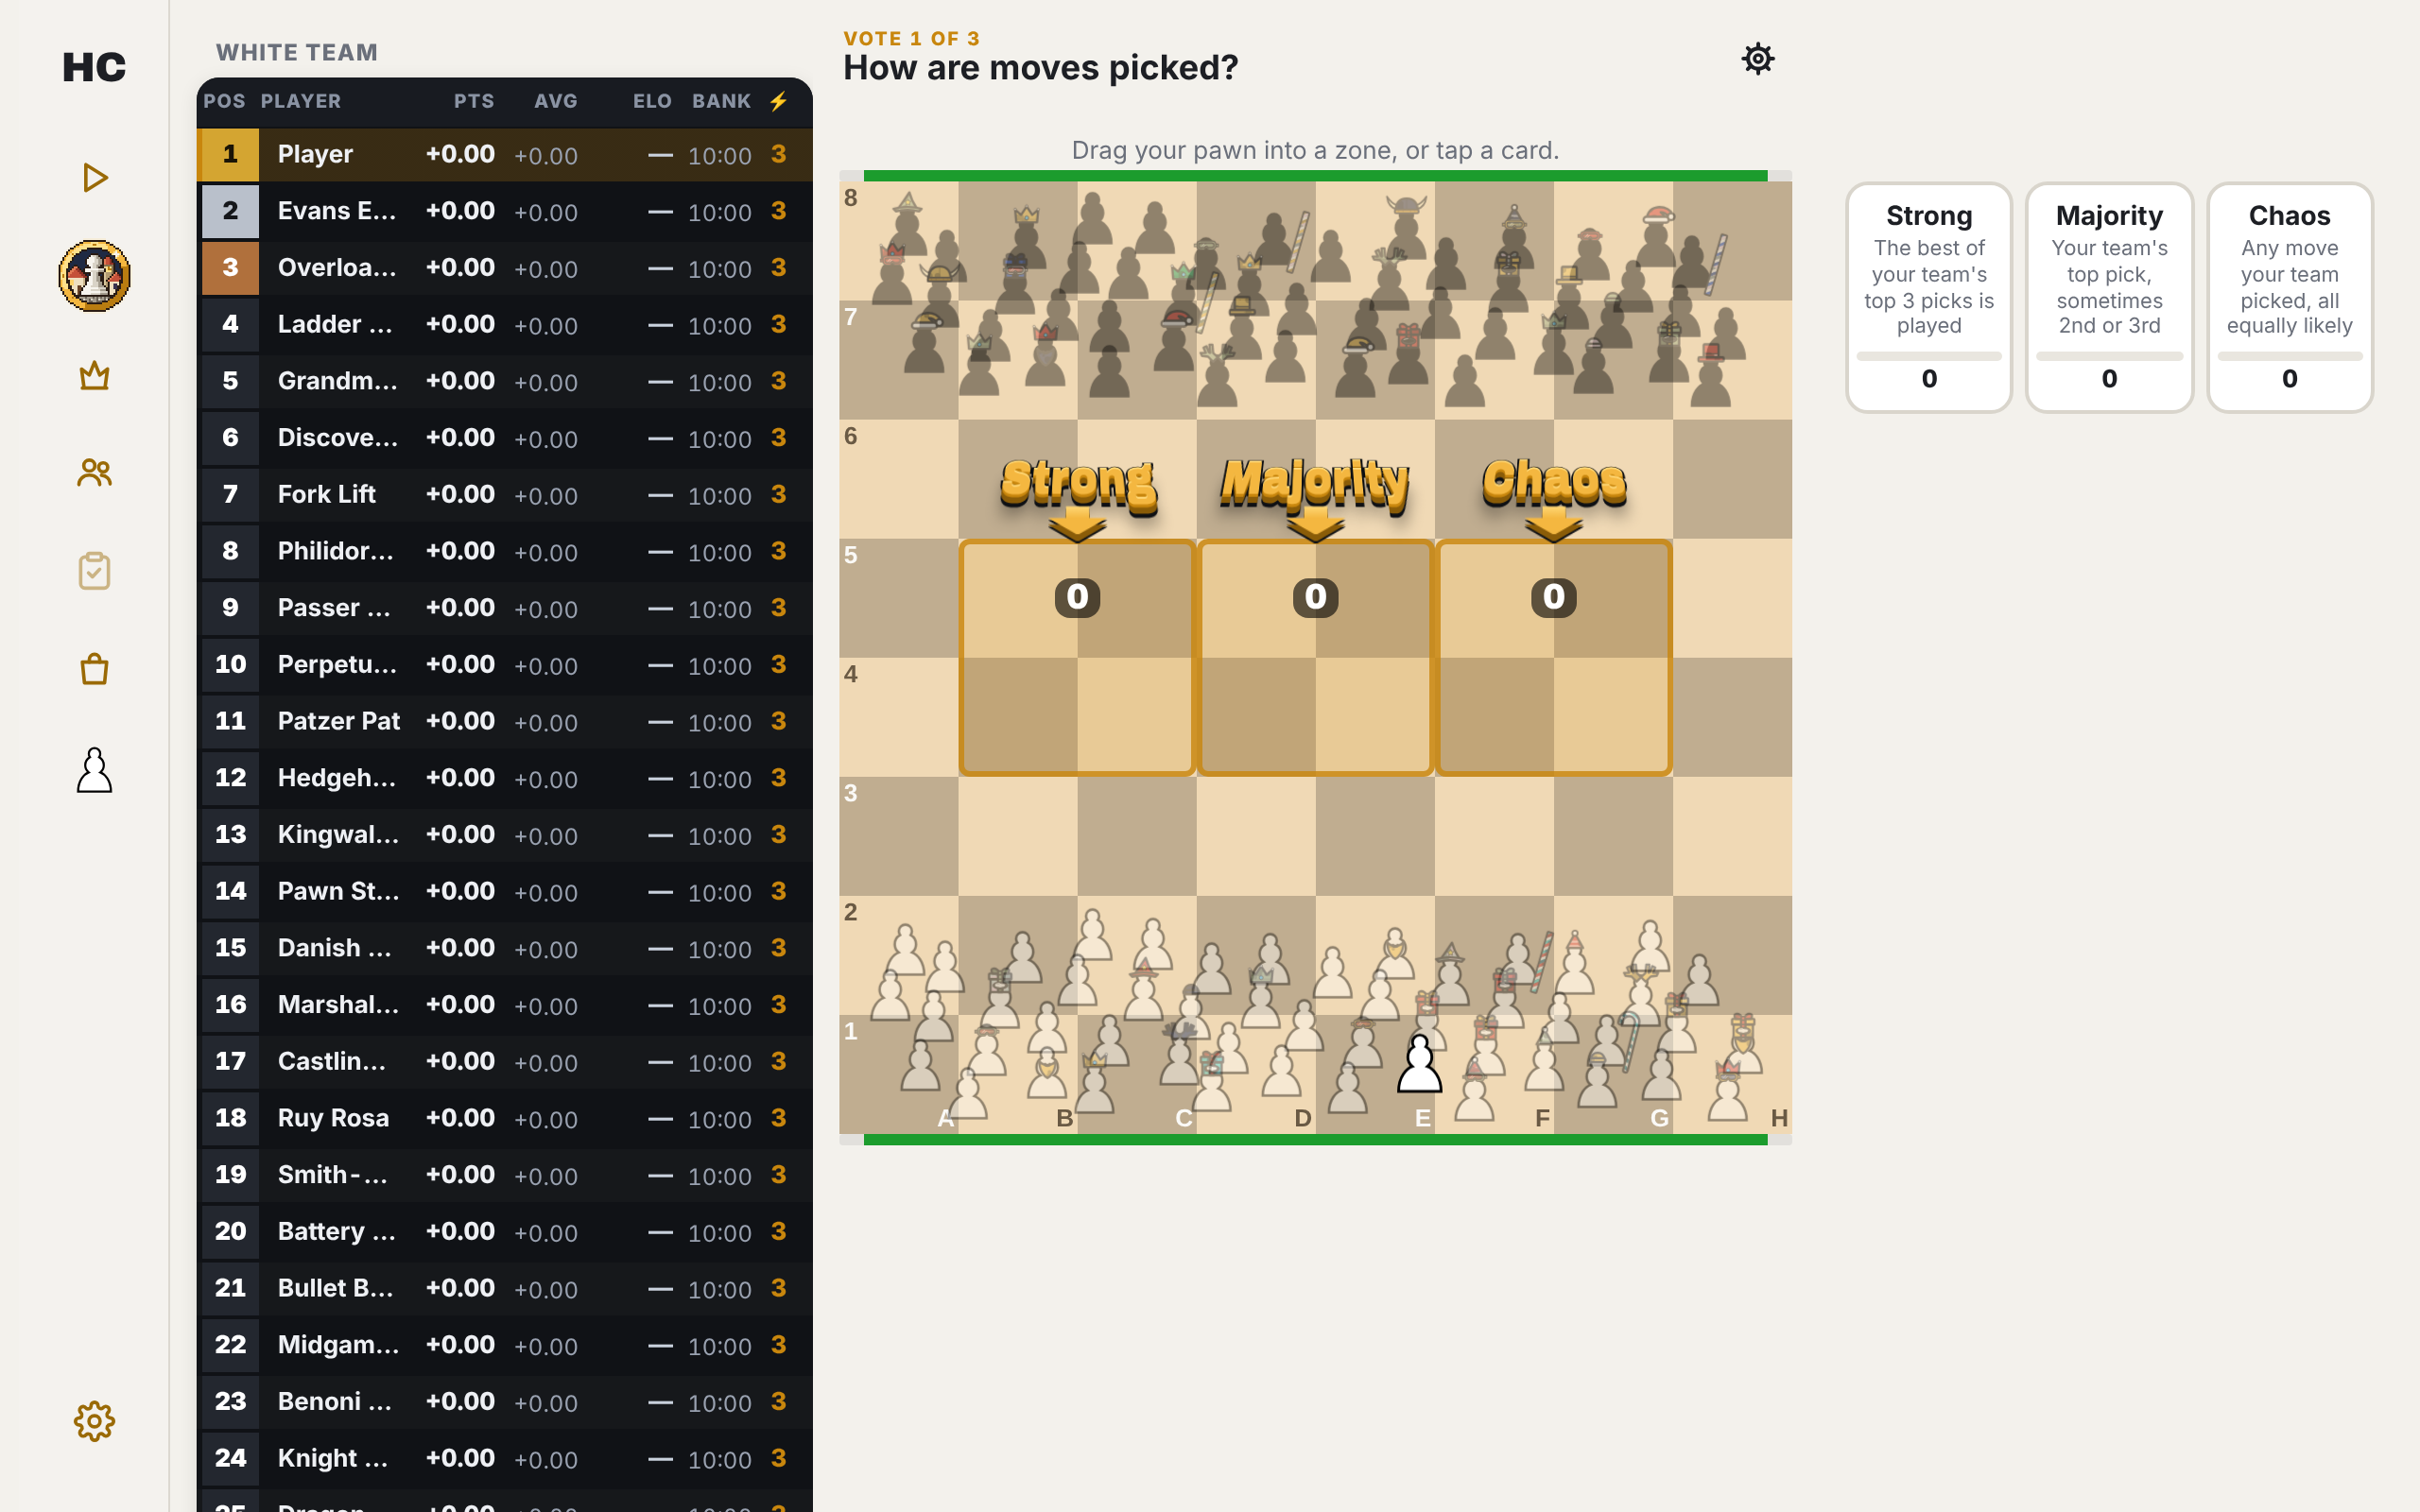 HC
WHITE TEAM
POS PLAYER PTS AVG ELO BANK ⚡
1 Player +0.00 +0.00 — 10:00 3
2 Evans E... +0.00 +0.00 — 10:00 3
3 Overloa... +0.00 +0.00 — 10:00 3
4 Ladder ... +0.00 +0.00 — 10:00 3
5 Grandm... +0.00 +0.00 — 10:00 3
6 Discove... +0.00 +0.00 — 10:00 3
7 Fork Lift +0.00 +0.00 — 10:00 3
8 Philidor... +0.00 +0.00 — 10:00 3
9 Passer ... +0.00 +0.00 — 10:00 3
10 Perpetu... +0.00 +0.00 — 10:00 3
11 Patzer Pat +0.00 +0.00 — 10:00 3
12 Hedgeh... +0.00 +0.00 — 10:00 3
13 Kingwal... +0.00 +0.00 — 10:00 3
14 Pawn St... +0.00 +0.00 — 10:00 3
15 Danish ... +0.00 +0.00 — 10:00 3
16 Marshal... +0.00 +0.00 — 10:00 3
17 Castlin... +0.00 +0.00 — 10:00 3
18 Ruy Rosa +0.00 +0.00 — 10:00 3
19 Smith-... +0.00 +0.00 — 10:00 3
20 Battery ... +0.00 +0.00 — 10:00 3
21 Bullet B... +0.00 +0.00 — 10:00 3
22 Midgam... +0.00 +0.00 — 10:00 3
23 Benoni ... +0.00 +0.00 — 10:00 3
24 Knight ... +0.00 +0.00 — 10:00 3
VOTE 1 OF 3
How are moves picked?
Drag your pawn into a zone, or tap a card.
8
7
6
Strong Majority Chaos
5
0 0 0
4
3
2
1
A B C D E F G H
Strong
The best of
your team's
top 3 picks is
played
0
Majority
Your team's
top pick,
sometimes
2nd or 3rd
0
Chaos
Any move
your team
picked, all
equally likely
0